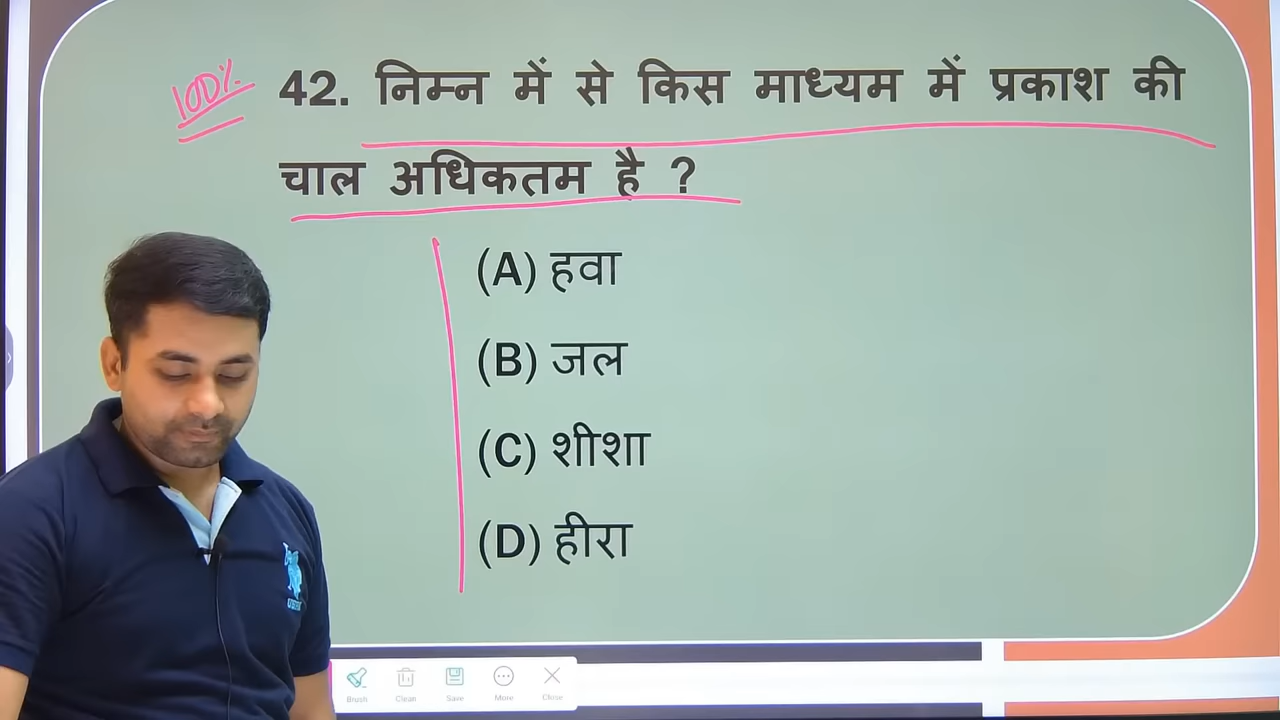 100%
42. निम्न में से किस माध्यम में प्रकाश की
चाल अधिकतम है ?
(A) हवा
(B) जल
(C) शीशा
(D) हीरा
Brush Clean Save More Close